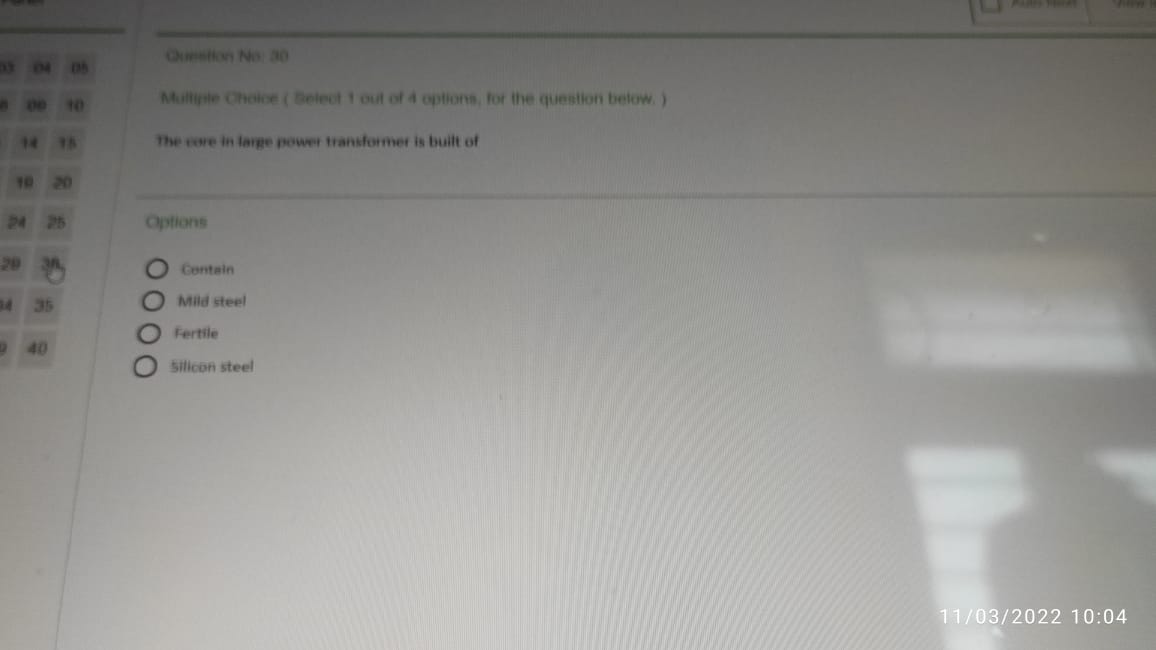 Auto Next
03 04 05
09 10
14 15
19 20
24 25
29 30
34 35
40
Question No: 30
Multiple Choice ( Select 1 out of 4 options, for the question below. )
The core in large power transformer is built of
Options
Contain
Mild steel
Fertile
Silicon steel
11/03/2022 10:04